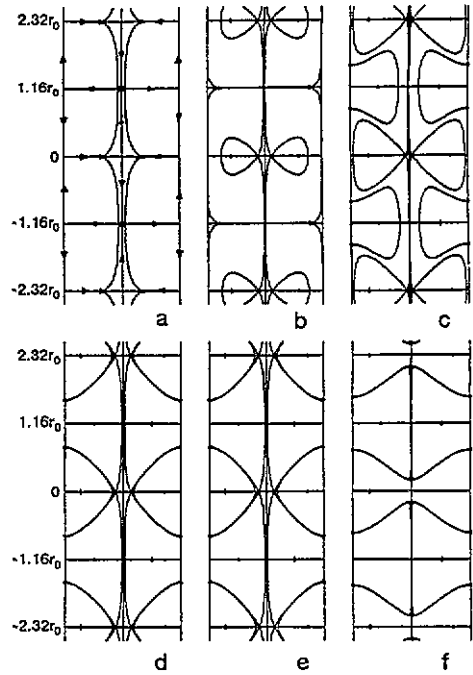 2.32r₀
1.16r₀
0
-1.16r₀
-2.32r₀
a b c
2.32r₀
1.16r₀
0
-1.16r₀
-2.32r₀
d e f